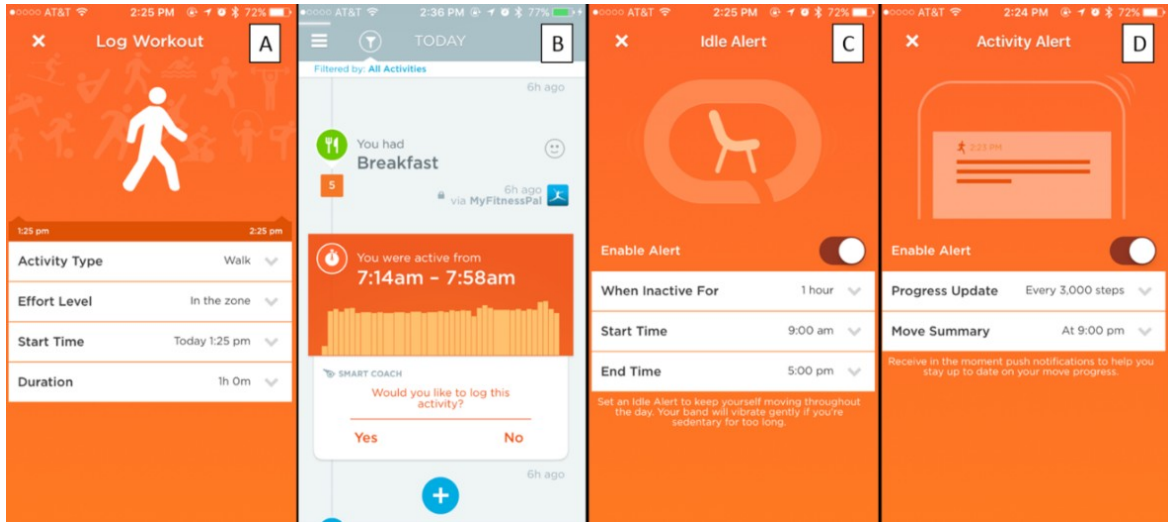 ●○○○○ AT&T 2:25 PM 72%
Log Workout
A
1:25 pm 2:25 pm
Activity Type Walk
Effort Level In the zone
Start Time Today 1:25 pm
Duration 1h 0m
●○○○○ AT&T 2:36 PM 77%
TODAY
B
Filtered by: All Activities
6h ago
You had
Breakfast
5
6h ago
via MyFitnessPal
You were active from
7:14am – 7:58am
SMART COACH
Would you like to log this
activity?
Yes No
6h ago
●○○○○ AT&T 2:25 PM 72%
Idle Alert
C
Enable Alert
When Inactive For 1 hour
Start Time 9:00 am
End Time 5:00 pm
Set an Idle Alert to keep yourself moving throughout
the day. Your band will vibrate gently if you're
sedentary for too long.
●○○○○ AT&T 2:24 PM 72%
Activity Alert
D
2:23 PM
Enable Alert
Progress Update Every 3,000 steps
Move Summary At 9:00 pm
Receive in the moment push notifications to help you
stay up to date on your move progress.